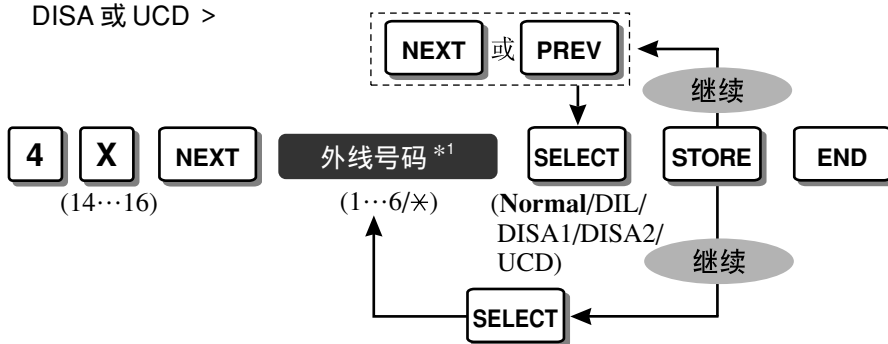 DISA 或 UCD >
NEXT 或 PREV
继续
4 X NEXT 外线号码 *1 SELECT STORE END
(14···16) (1···6/*) (Normal/DIL/
DISA1/DISA2/
UCD)
继续
SELECT